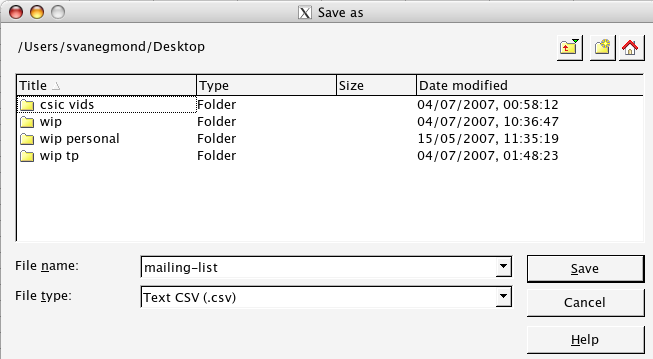 Save as
/Users/svanegmond/Desktop
Title Type Size Date modified
csic vids Folder 04/07/2007, 00:58:12
wip Folder 04/07/2007, 10:36:47
wip personal Folder 15/05/2007, 11:35:19
wip tp Folder 04/07/2007, 01:48:23
File name: mailing-list Save
File type: Text CSV (.csv) Cancel
Help